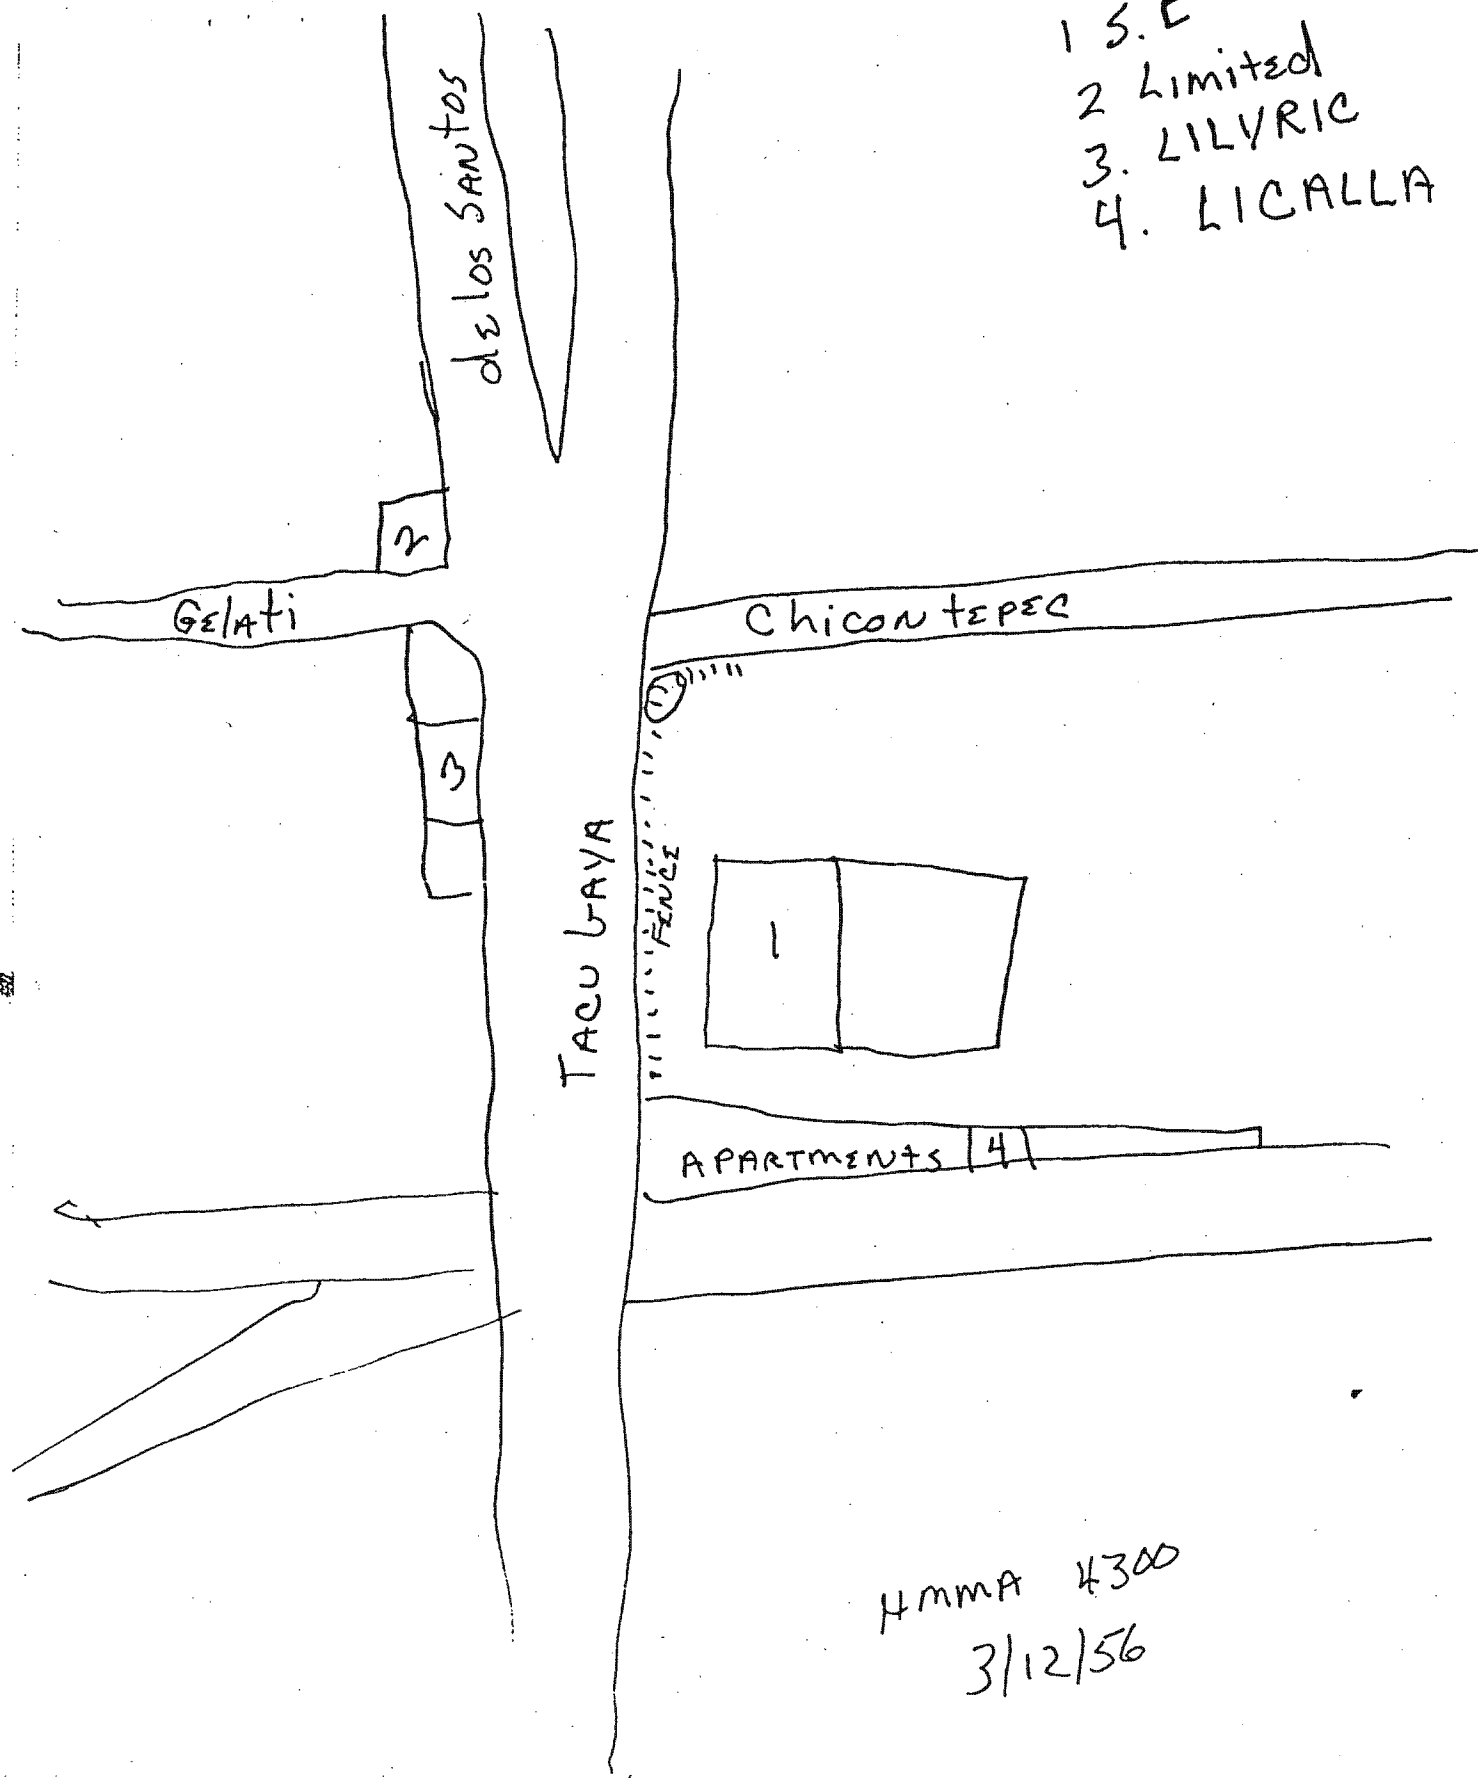 1 S.E
2 Limited
3. LILYRIC
4. LICALLA
de los SANtos
2
GElAti
ChicontEPEC
3
TACUBAYA
FENCE
1
APARTMENTS
4
HMMA 4300
3/12/56